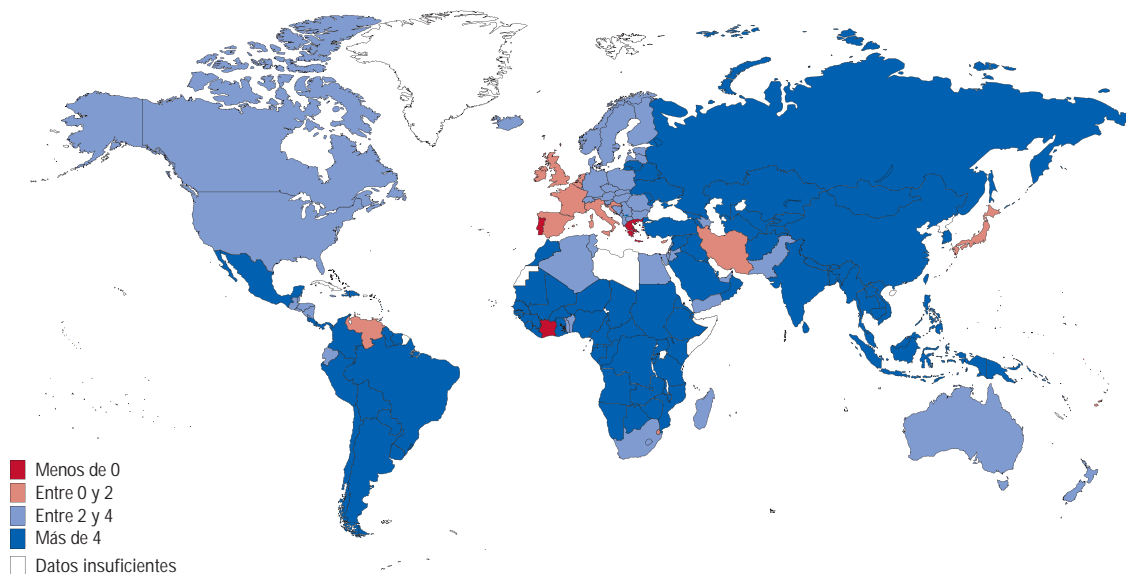 Menos de 0
Entre 0 y 2
Entre 2 y 4
Más de 4
Datos insuficientes